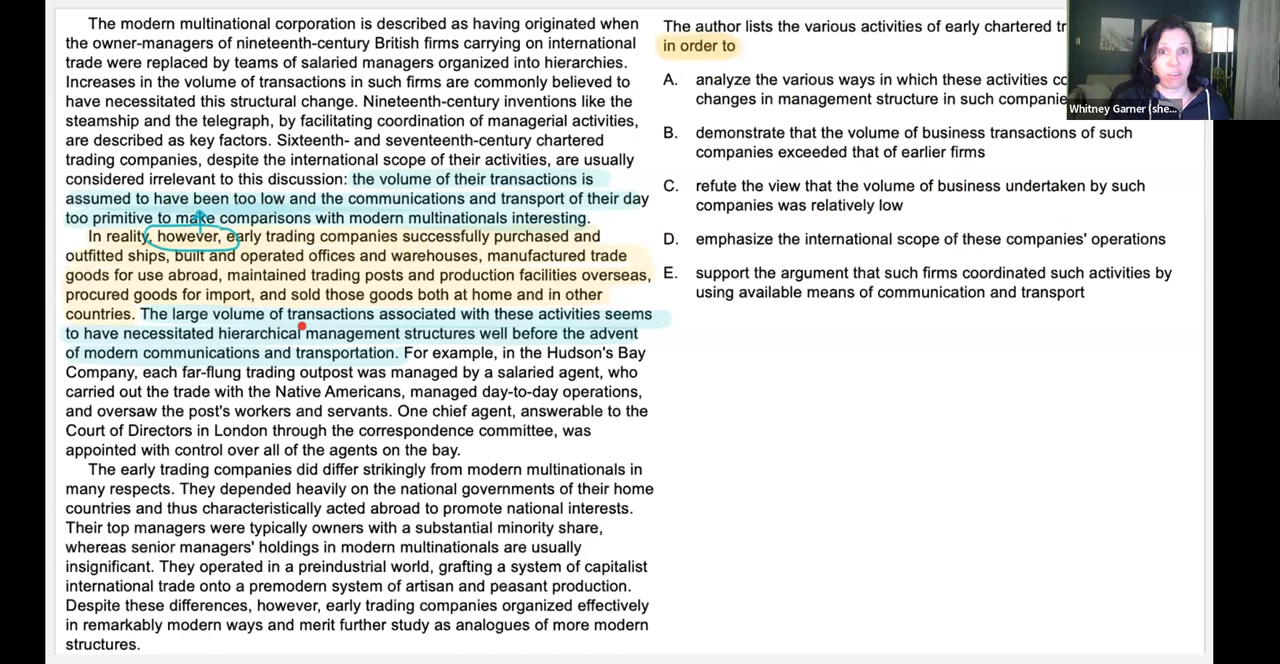 The modern multinational corporation is described as having originated when
the owner-managers of nineteenth-century British firms carrying on international
trade were replaced by teams of salaried managers organized into hierarchies.
Increases in the volume of transactions in such firms are commonly believed to
have necessitated this structural change. Nineteenth-century inventions like the
steamship and the telegraph, by facilitating coordination of managerial activities,
are described as key factors. Sixteenth- and seventeenth-century chartered
trading companies, despite the international scope of their activities, are usually
considered irrelevant to this discussion: the volume of their transactions is
assumed to have been too low and the communications and transport of their day
too primitive to make comparisons with modern multinationals interesting.
In reality, however, early trading companies successfully purchased and
outfitted ships, built and operated offices and warehouses, manufactured trade
goods for use abroad, maintained trading posts and production facilities overseas,
procured goods for import, and sold those goods both at home and in other
countries. The large volume of transactions associated with these activities seems
to have necessitated hierarchical management structures well before the advent
of modern communications and transportation. For example, in the Hudson's Bay
Company, each far-flung trading outpost was managed by a salaried agent, who
carried out the trade with the Native Americans, managed day-to-day operations,
and oversaw the post's workers and servants. One chief agent, answerable to the
Court of Directors in London through the correspondence committee, was
appointed with control over all of the agents on the bay.
The early trading companies did differ strikingly from modern multinationals in
many respects. They depended heavily on the national governments of their home
countries and thus characteristically acted abroad to promote national interests.
Their top managers were typically owners with a substantial minority share,
whereas senior managers' holdings in modern multinationals are usually
insignificant. They operated in a preindustrial world, grafting a system of capitalist
international trade onto a premodern system of artisan and peasant production.
Despite these differences, however, early trading companies organized effectively
in remarkably modern ways and merit further study as analogues of more modern
structures.
The author lists the various activities of early chartered tr
in order to
A. analyze the various ways in which these activities co
changes in management structure in such companie
B. demonstrate that the volume of business transactions of such
companies exceeded that of earlier firms
C. refute the view that the volume of business undertaken by such
companies was relatively low
D. emphasize the international scope of these companies' operations
E. support the argument that such firms coordinated such activities by
using available means of communication and transport
Whitney Garner (she...